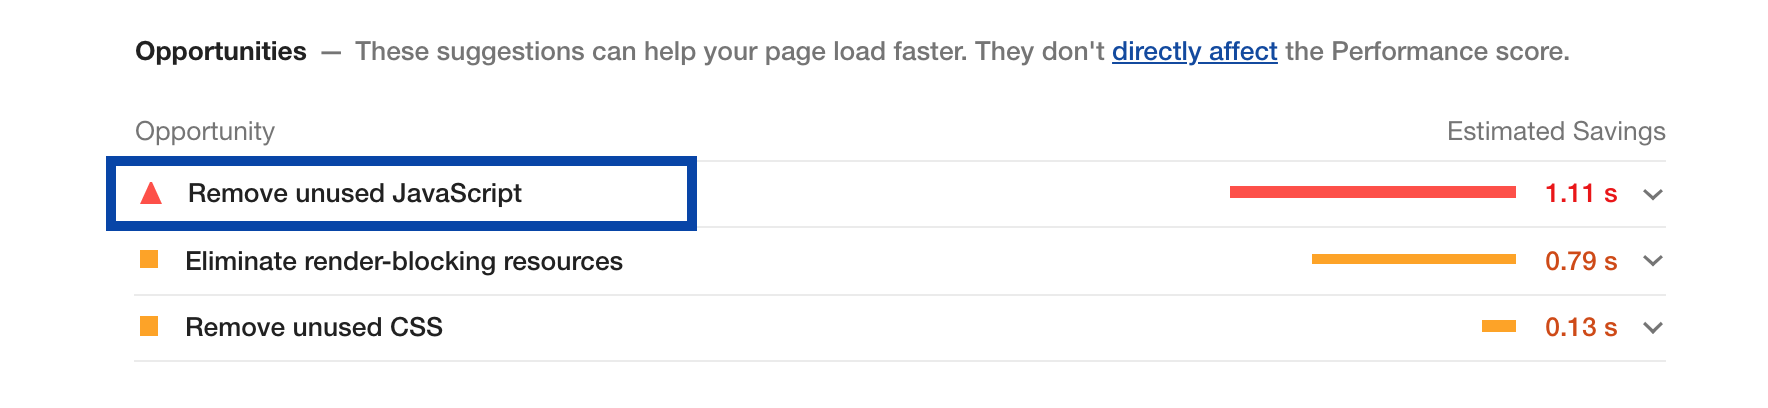 Opportunities — These suggestions can help your page load faster. They don't directly affect the Performance score.
Opportunity Estimated Savings
Remove unused JavaScript 1.11 s
Eliminate render-blocking resources 0.79 s
Remove unused CSS 0.13 s